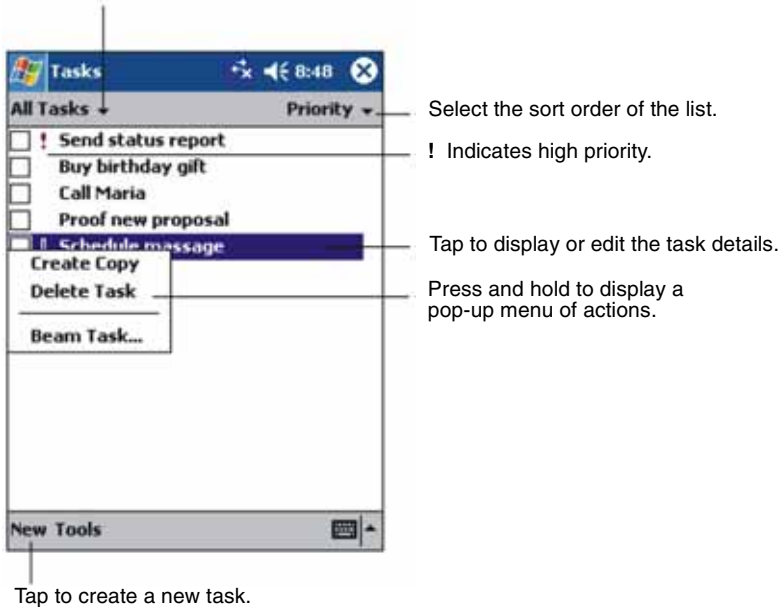 Tasks 8:48
All Tasks Priority
Select the sort order of the list.
! Send status report
! Indicates high priority.
Buy birthday gift
Call Maria
Proof new proposal
! Schedule massage
Tap to display or edit the task details.
Create Copy
Delete Task
Press and hold to display a
pop-up menu of actions.
Beam Task...
New Tools
Tap to create a new task.